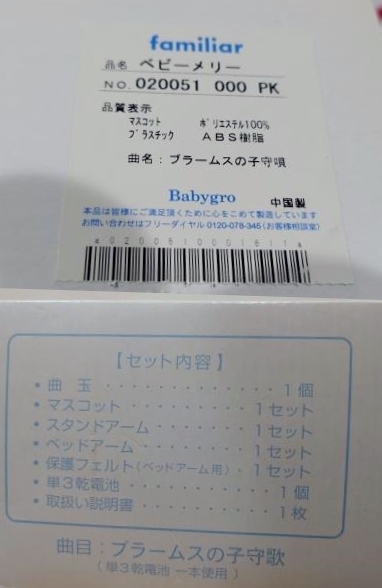 familiar
品名 ベビーメリー
NO. 020051 000 PK
品質表示
マスコット ポリエステル100%
プラスチック ABS樹脂
曲名：ブラームスの子守唄
Babygro 中国製
本品は皆様にご満足頂くために心をこめて製造しています
お問い合わせはフリーダイヤル 0120-078-345(お客様相談室)
【セット内容】
・曲 玉・・・・・・・・・・・・・1個
・マスコット・・・・・・・・・・1セット
・スタンドアーム・・・・・・・・1セット
・ベッドアーム・・・・・・・・・1セット
・保護フェルト(ベッドアーム用)・1セット
・単3乾電池・・・・・・・・・・1個
・取扱い説明書・・・・・・・・・1枚
曲目：ブラームスの子守歌
(単3乾電池 一本使用)